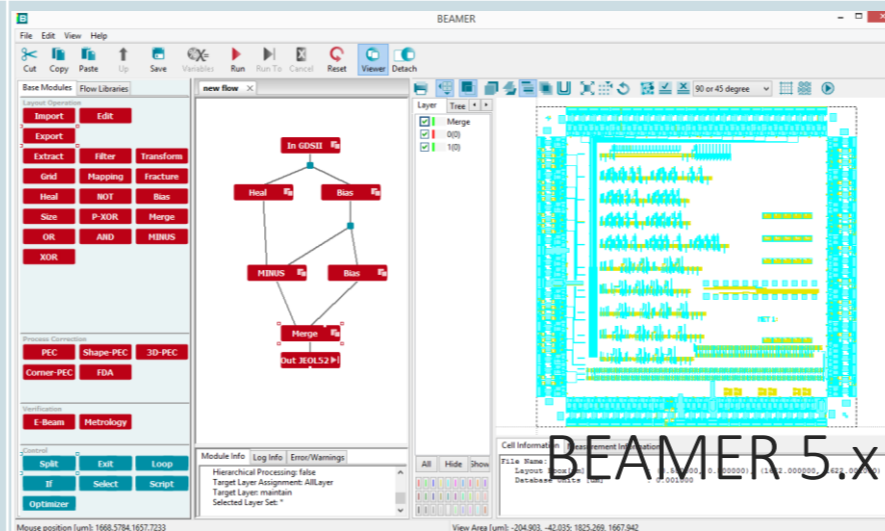 BEAMER
File Edit View Help
Cut Copy Paste Up Save Variables Run Run To Cancel Reset Viewer Detach
Base Modules Flow Libraries
new flow
90 or 45 degree
Layout Operation
Import Edit
Export
Extract Filter Transform
Grid Mapping Fracture
Heal NOT Bias
Size P-XOR Merge
OR AND MINUS
XOR
Process Correction
PEC Shape-PEC 3D-PEC
Corner-PEC FDA
Verification
E-Beam Metrology
Control
Split Exit Loop
If Select Script
Optimizer
In GDSII
Heal Bias
MINUS Bias
Merge
Out JEOL52
Module Info Log Info Error/Warnings
Hierarchical Processing: false
Target Layer Assignment: AllLayer
Target Layer: maintain
Selected Layer Set: *
Layer Tree
Merge
0(0)
1(0)
All Hide Show
Cell Information Measurement Information
File Name:
Database Units [um]
BEAMER 5.x
Mouse position [um]: 1668.5784,1657.7233
View Area [um]: -204.903, -42.035; 1825.269, 1667.942